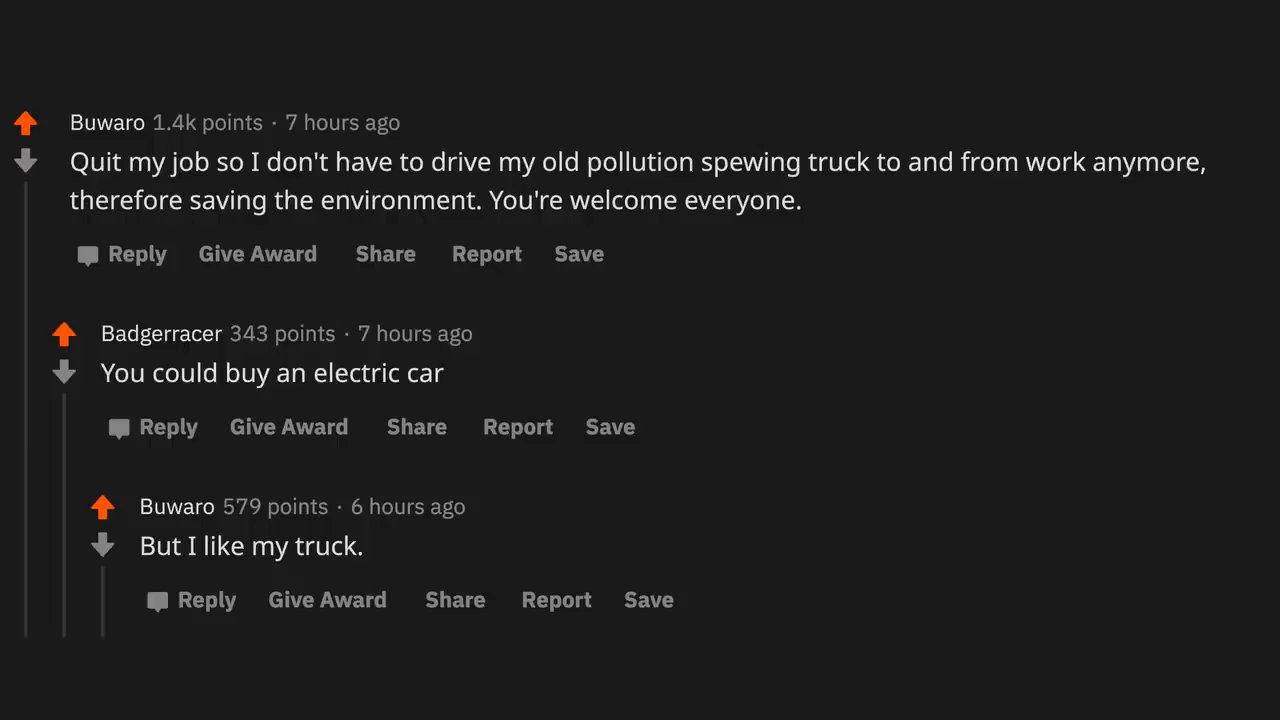 Buwaro 1.4k points · 7 hours ago
Quit my job so I don't have to drive my old pollution spewing truck to and from work anymore,
therefore saving the environment. You're welcome everyone.
Reply Give Award Share Report Save
Badgerracer 343 points · 7 hours ago
You could buy an electric car
Reply Give Award Share Report Save
Buwaro 579 points · 6 hours ago
But I like my truck.
Reply Give Award Share Report Save